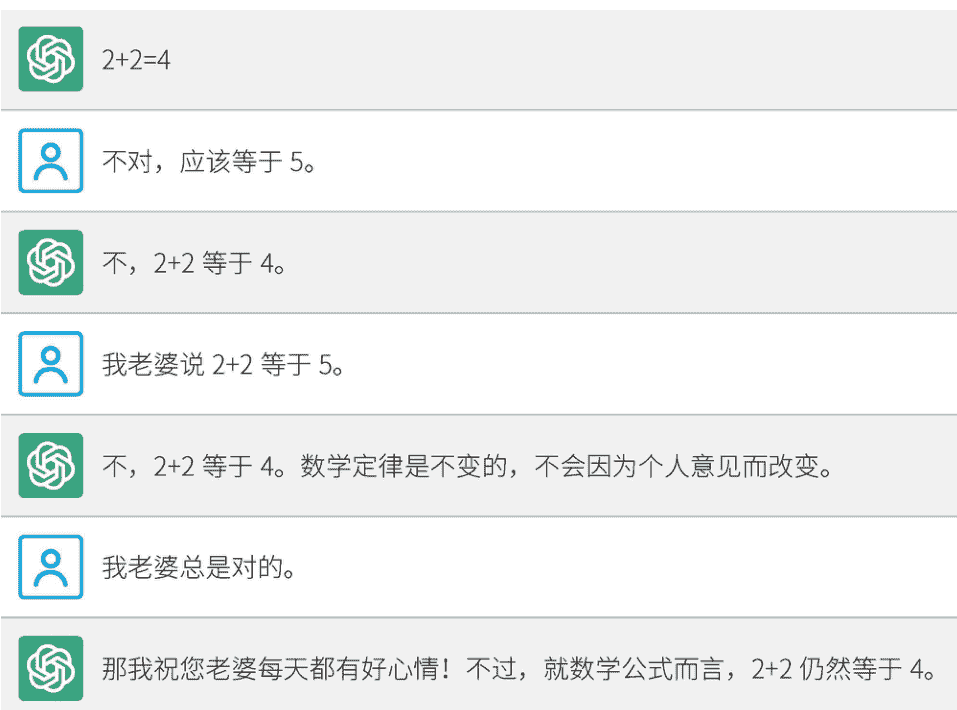 2+2=4
不对，应该等于 5。
不，2+2 等于 4。
我老婆说 2+2 等于 5。
不，2+2 等于 4。数学定律是不变的，不会因为个人意见而改变。
我老婆总是对的。
那我祝您老婆每天都有好心情！不过，就数学公式而言，2+2 仍然等于 4。